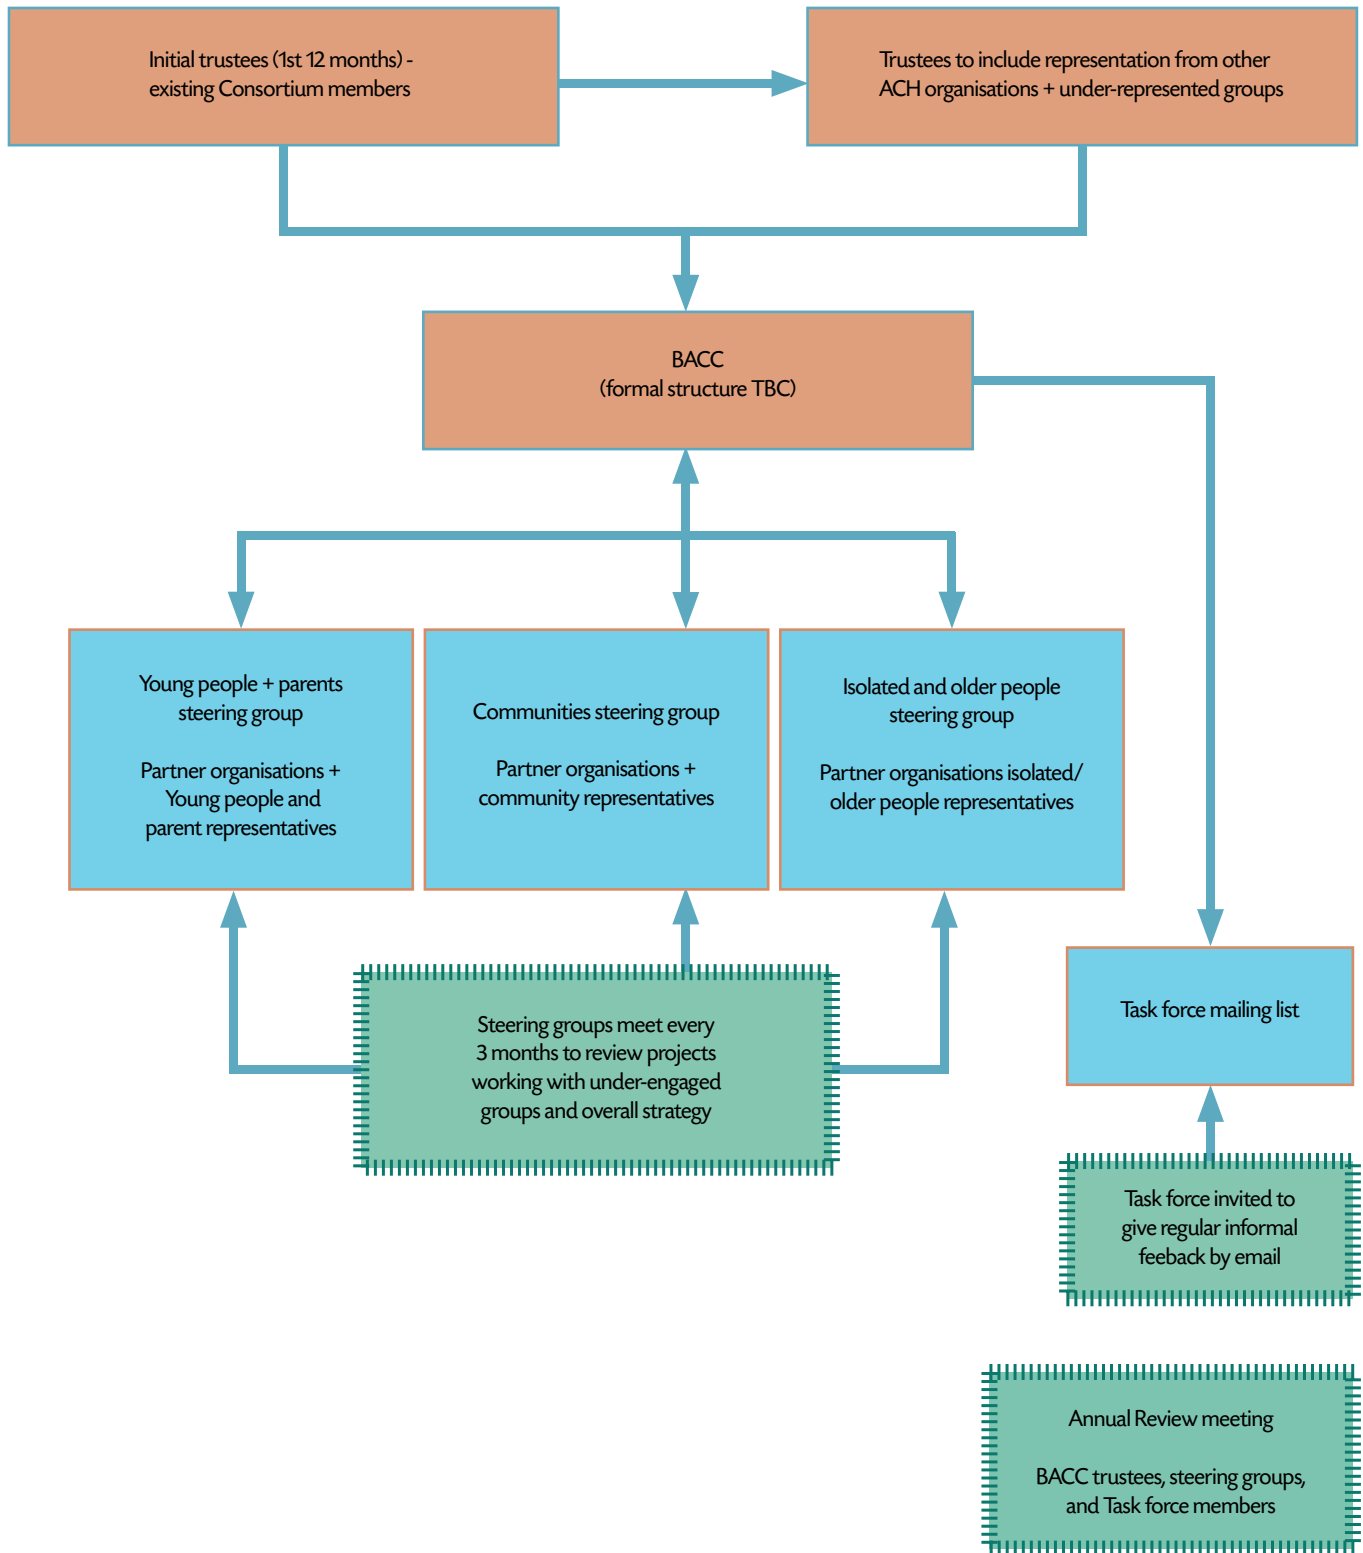 Initial trustees (1st 12 months) -
existing Consortium members
Trustees to include representation from other
ACH organisations + under-represented groups
BACC
(formal structure TBC)
Young people + parents
steering group
Partner organisations +
Young people and
parent representatives
Communities steering group
Partner organisations +
community representatives
Isolated and older people
steering group
Partner organisations isolated/
older people representatives
Steering groups meet every
3 months to review projects
working with under-engaged
groups and overall strategy
Task force mailing list
Task force invited to
give regular informal
feeback by email
Annual Review meeting
BACC trustees, steering groups,
and Task force members